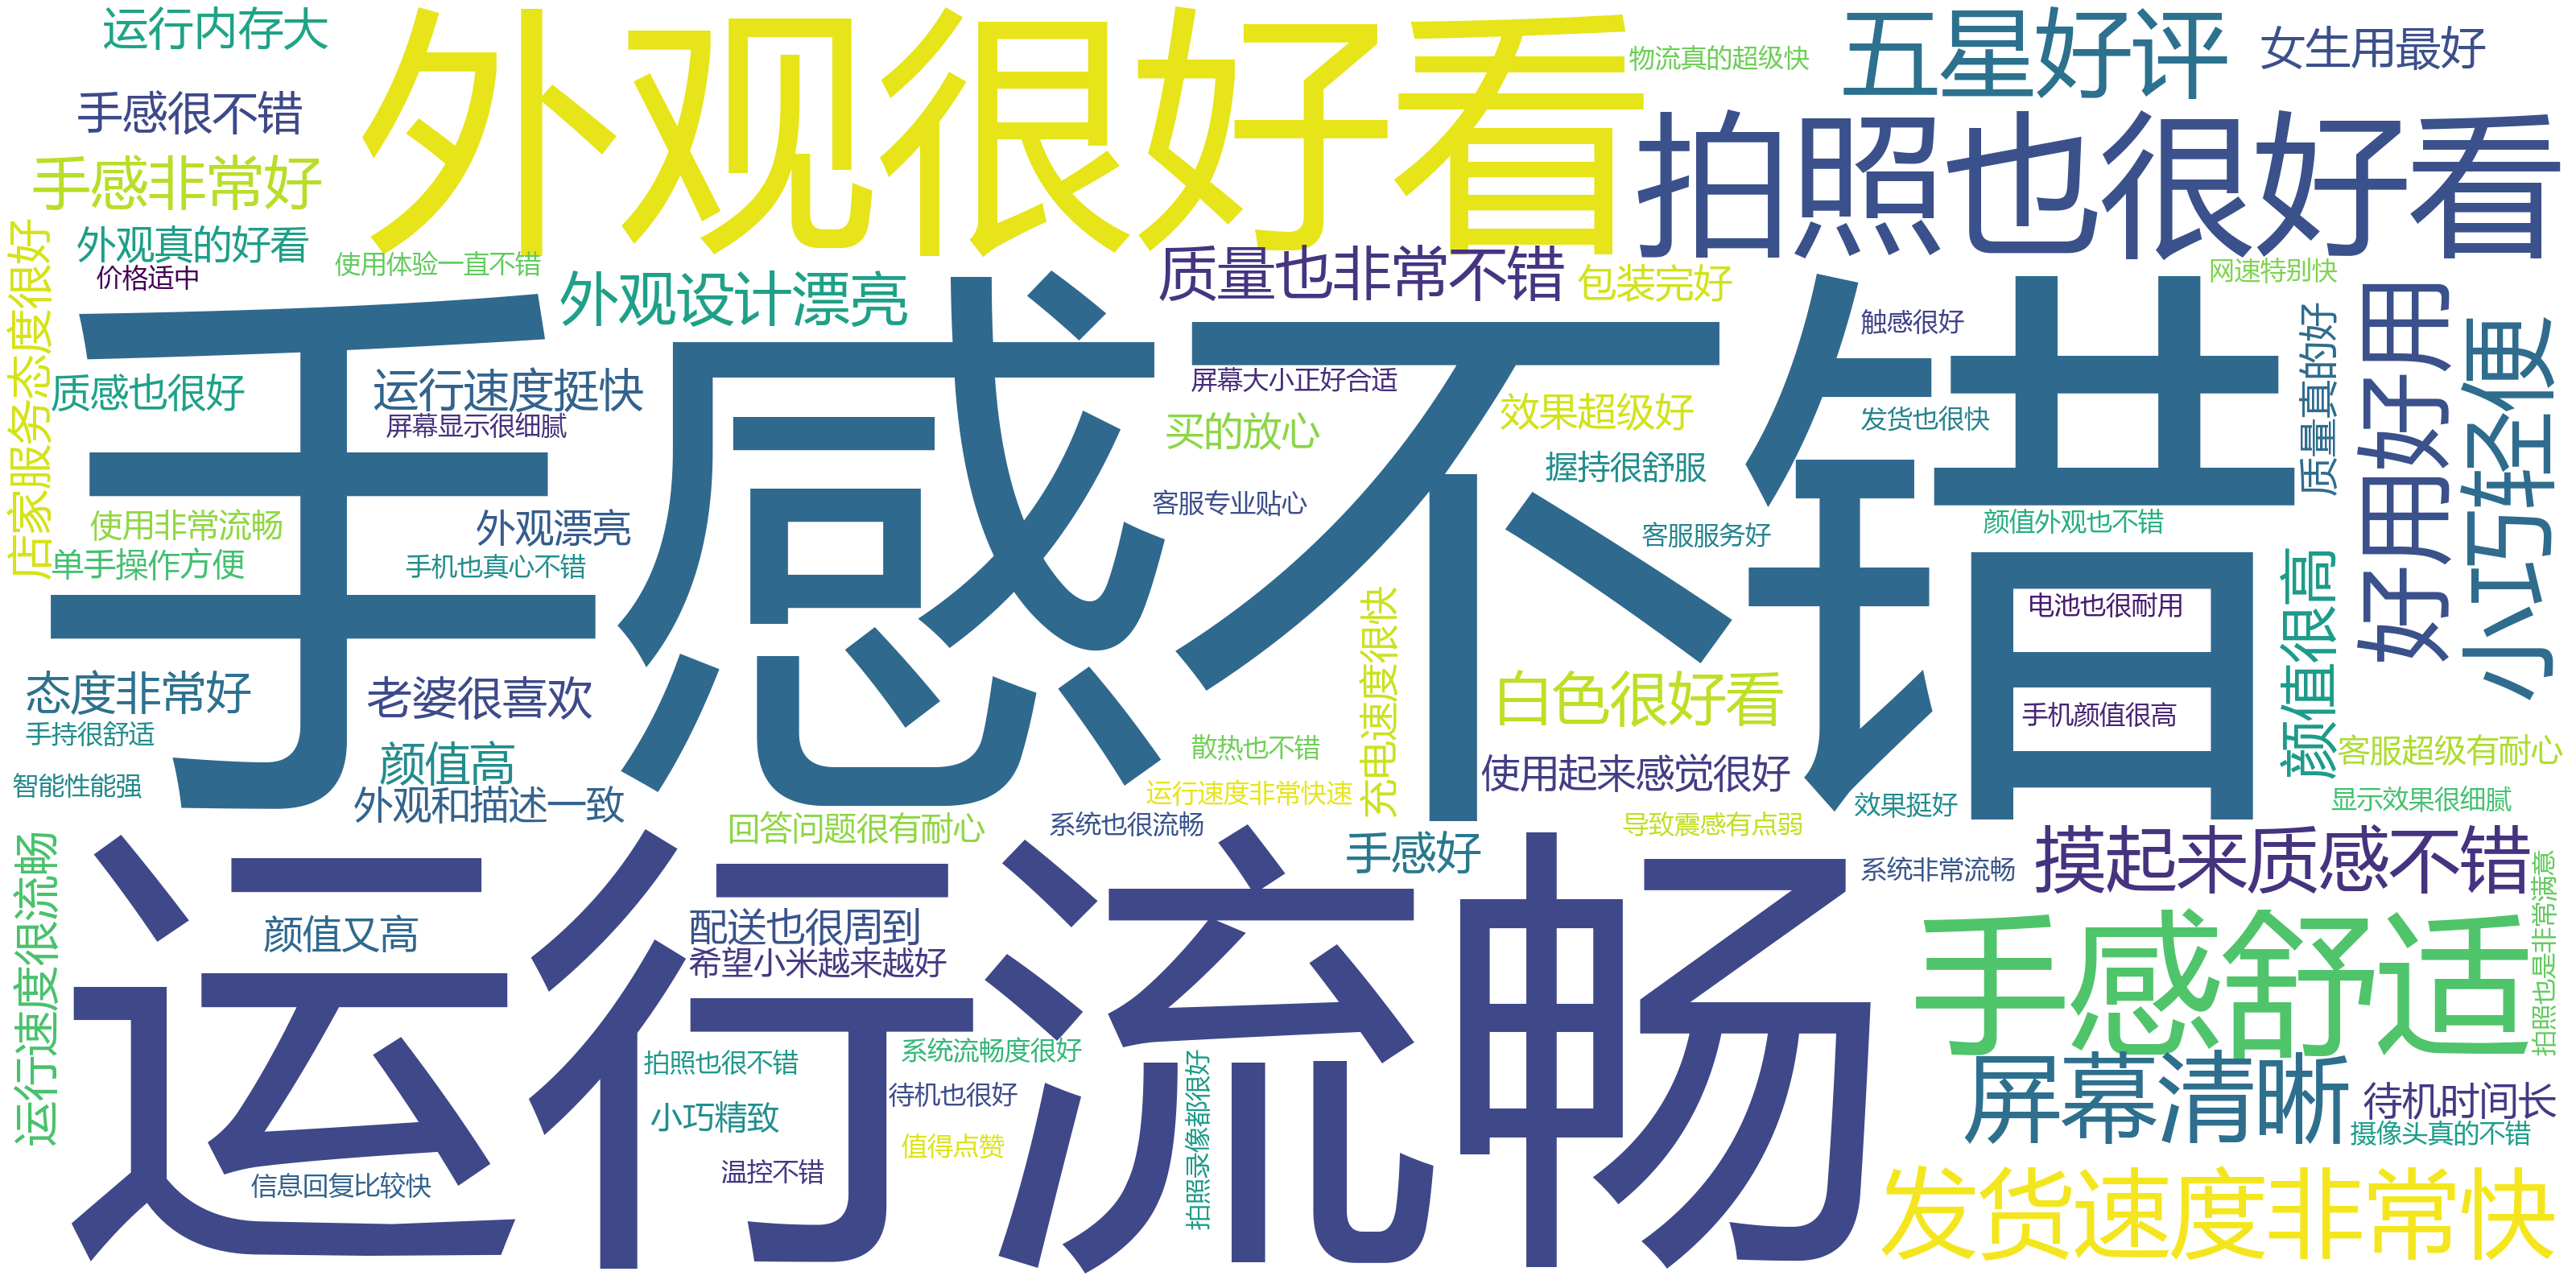 运行内存大
外观很好看
物流真的超级快
五星好评
女生用最好
手感很不错
拍照也很好看
手感非常好
外观真的好看
使用体验一直不错
质量也非常不错
包装完好
网速特别快
价格适中
外观设计漂亮
店家服务态度很好
手感不错
触感很好
质量真的好
好用好用
小巧轻便
质感也很好
运行速度挺快
屏幕大小正好合适
屏幕显示很细腻
买的放心
效果超级好
发货也很快
握持很舒服
使用非常流畅
外观漂亮
客服专业贴心
客服服务好
颜值外观也不错
单手操作方便
手机也真心不错
颜值很高
充电速度很快
电池也很耐用
态度非常好
老婆很喜欢
白色很好看
手机颜值很高
手持很舒适
颜值高
散热也不错
使用起来感觉很好
客服超级有耐心
智能性能强
外观和描述一致
运行速度非常快速
效果挺好
显示效果很细腻
回答问题很有耐心
系统也很流畅
导致震感有点弱
手感好
运行速度很流畅
运行流畅
系统非常流畅
摸起来质感不错
拍照也是非常满意
颜值又高
配送也很周到
希望小米越来越好
手感舒适
拍照也很不错
系统流畅度很好
拍照录像都很好
屏幕清晰
待机也很好
待机时间长
小巧精致
值得点赞
摄像头真的不错
温控不错
信息回复比较快
发货速度非常快